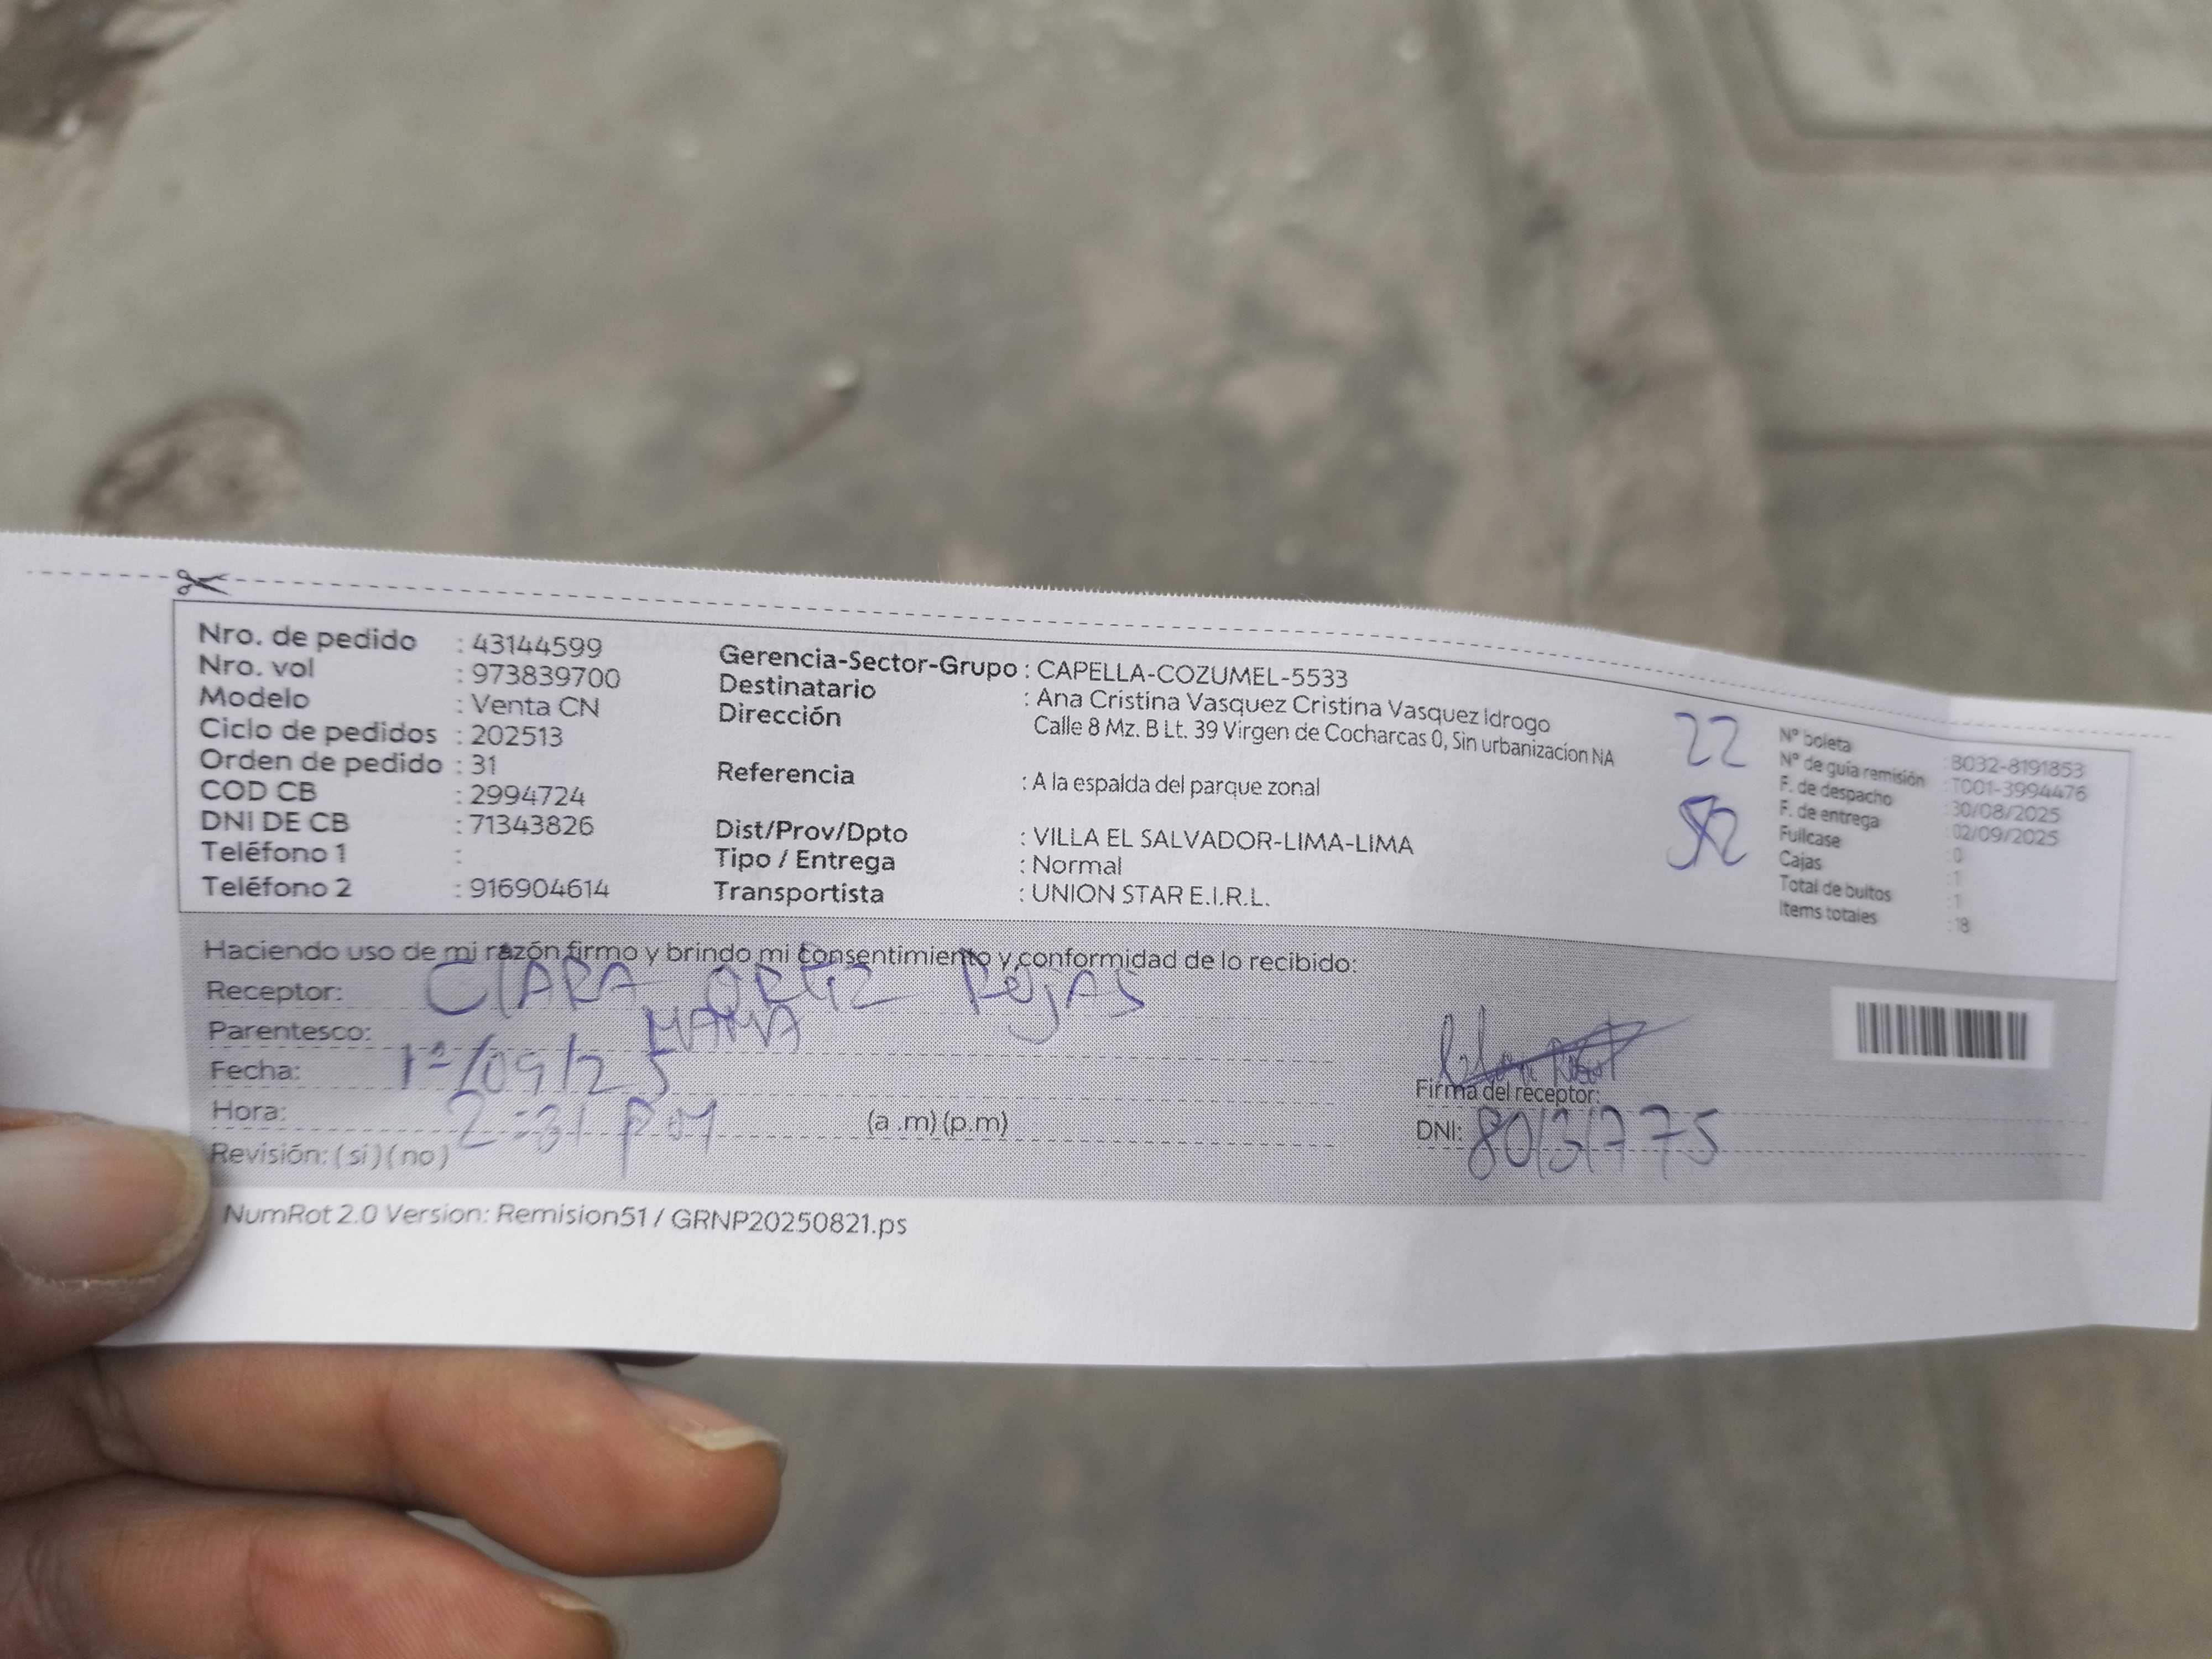 Nro. de pedido : 43144599
Nro. vol : 973839700
Modelo : Venta CN
Ciclo de pedidos : 202513
Orden de pedido : 31
COD CB : 2994724
DNI DE CB : 71343826
Teléfono 1 :
Teléfono 2 : 916904614
Gerencia-Sector-Grupo : CAPELLA-COZUMEL-5533
Destinatario : Ana Cristina Vasquez Cristina Vasquez Idrogo
Dirección Calle 8 Mz. B Lt. 39 Virgen de Cocharcas 0, Sin urbanizacion NA
Referencia : A la espalda del parque zonal
Dist/Prov/Dpto : VILLA EL SALVADOR-LIMA-LIMA
Tipo / Entrega : Normal
Transportista : UNION STAR E.I.R.L.
22
52
N° boleta : B032-8191853
N° de guía remisión : T001-3994476
F. de despacho : 30/08/2025
F. de entrega : 02/09/2025
Fullcase : 0
Cajas : 1
Total de bultos : 1
Items totales : 18
Haciendo uso de mi razón firmo y brindo mi consentimiento y conformidad de lo recibido:
Receptor: CLARA ORTIZ ROJAS
Parentesco: MAMA
Fecha: 1º/09/25
Hora: 2:31 P.M (a .m) (p.m)
Revisión: ( si ) ( no )
Firma del receptor:
DNI: 80131775
NumRot 2.0 Version: Remision51 / GRNP20250821.ps